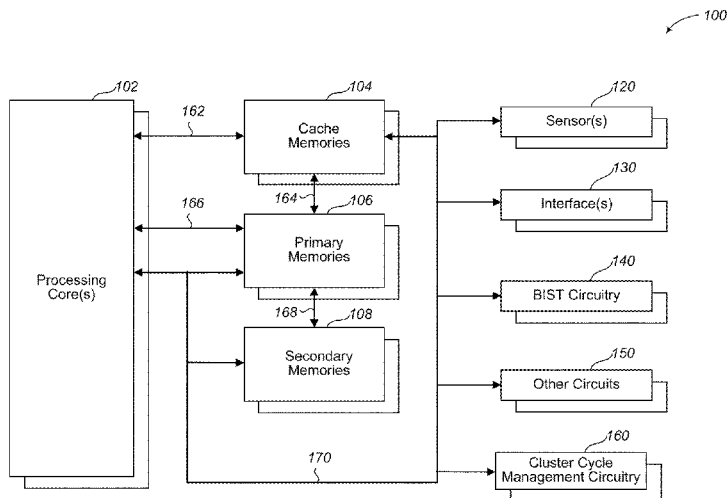 100
102
104
120
162
Cache
Memories
Sensor(s)
164
106
130
166
Interface(s)
Primary
Memories
Processing
Core(s)
140
168
108
BIST Circuitry
Secondary
Memories
150
Other Circuits
170
160
Cluster Cycle
Management Circuitry